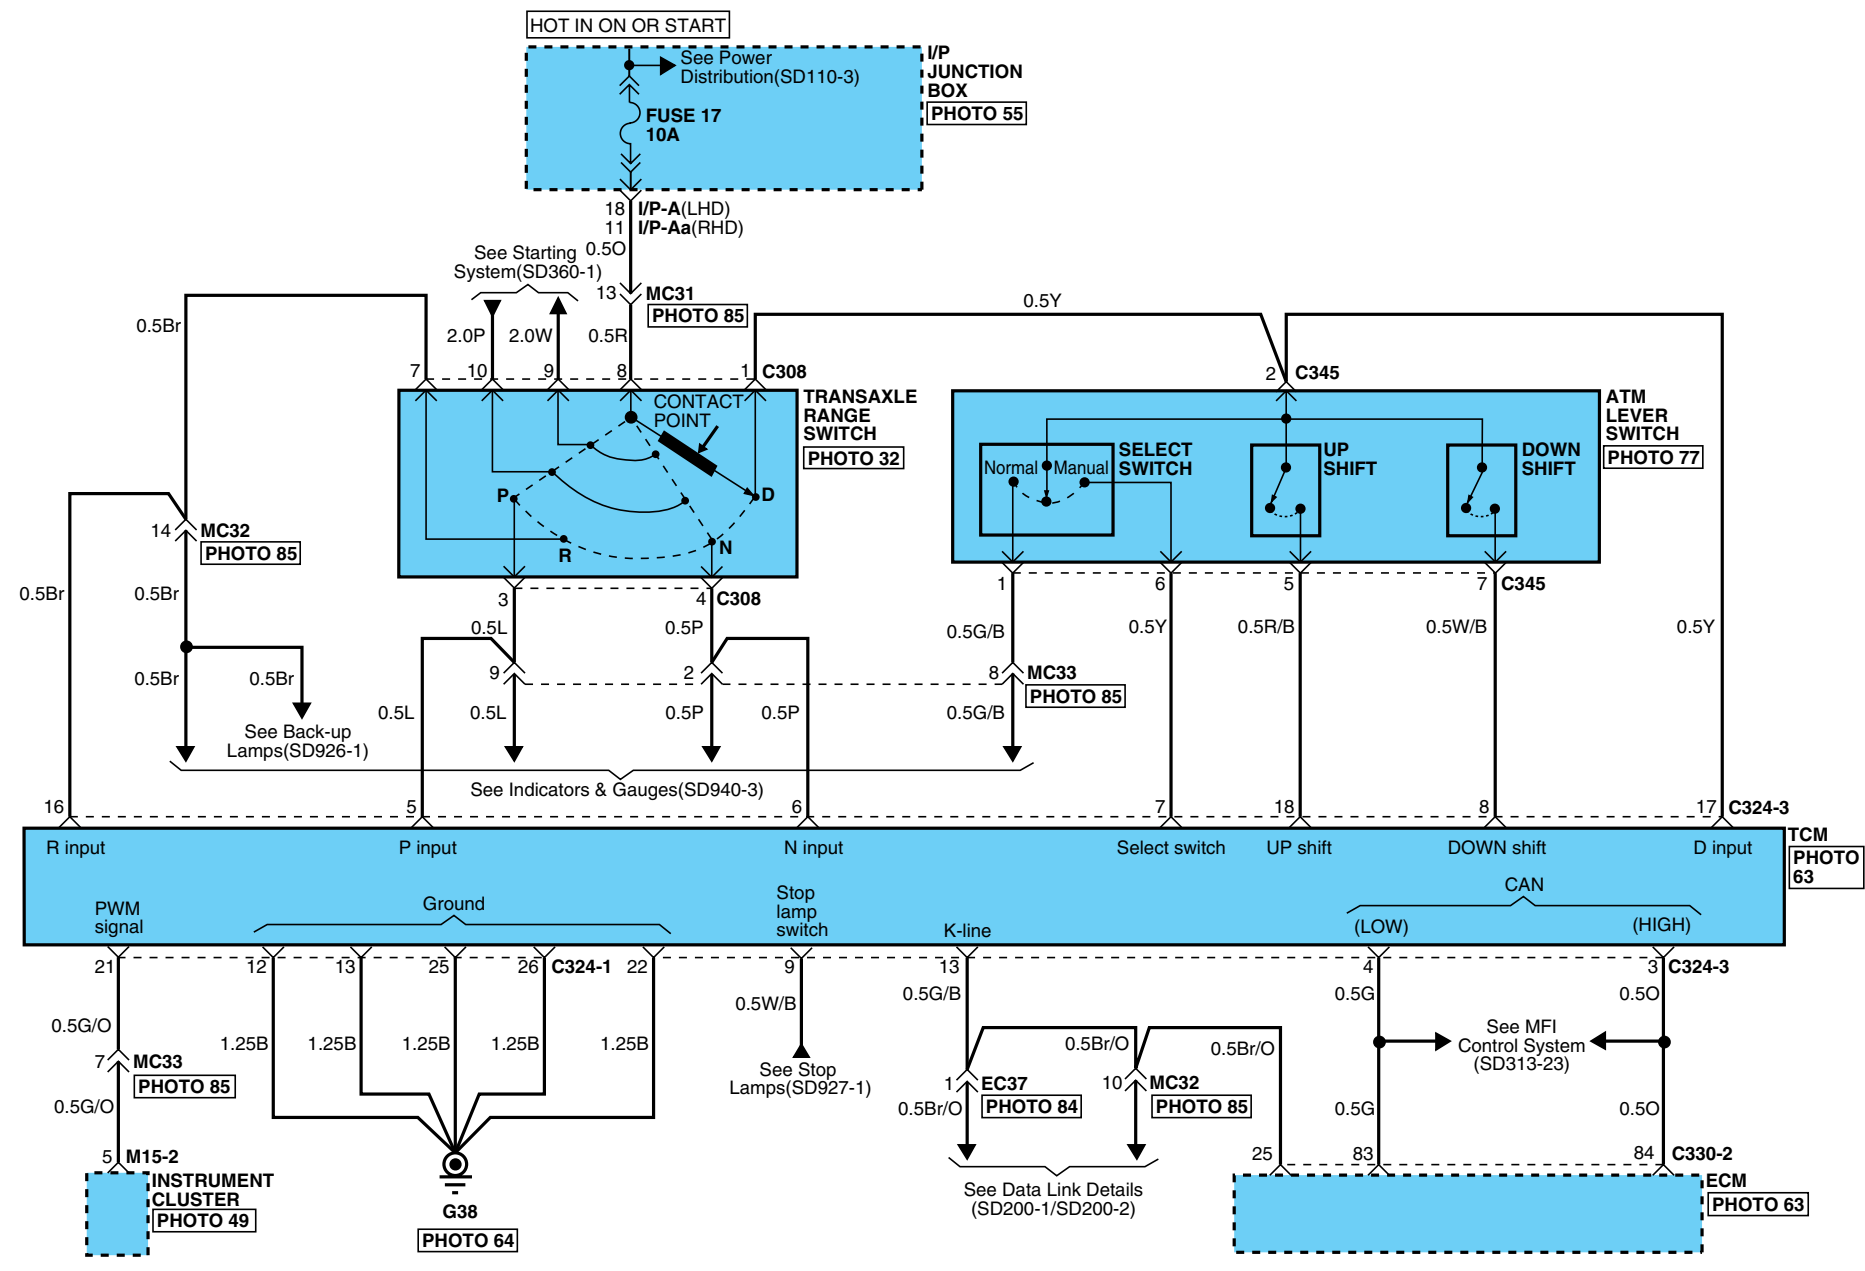 HOT IN ON OR START
See Power
Distribution(SD110-3)
I/P
JUNCTION
BOX
PHOTO 55
FUSE 17
10A
18 I/P-A(LHD)
11 I/P-Aa(RHD)
0.5O
See Starting
System(SD360-1)
13 MC31
PHOTO 85
0.5Br
2.0P
2.0W
0.5R
0.5Y
7
10
9
8
1 C308
2 C345
CONTACT
POINT
TRANSAXLE
RANGE
SWITCH
PHOTO 32
P
R
N
D
ATM
LEVER
SWITCH
PHOTO 77
Normal
Manual
SELECT
SWITCH
UP
SHIFT
DOWN
SHIFT
14 MC32
PHOTO 85
0.5Br
0.5Br
3
4 C308
1
6
5
7 C345
0.5L
0.5P
0.5G/B
0.5Y
0.5R/B
0.5W/B
0.5Y
9
2
8 MC33
PHOTO 85
0.5Br
0.5Br
0.5L
0.5L
0.5P
0.5P
0.5G/B
See Back-up
Lamps(SD926-1)
See Indicators & Gauges(SD940-3)
16
5
6
7
18
8
17 C324-3
R input
P input
N input
Select switch
UP shift
DOWN shift
D input
TCM
PHOTO
63
PWM
signal
Ground
Stop
lamp
switch
K-line
CAN
(LOW)
(HIGH)
21
12
13
25
26 C324-1
22
9
13
4
3 C324-3
0.5G/O
1.25B
1.25B
1.25B
1.25B
1.25B
0.5W/B
0.5G/B
0.5G
0.5O
7 MC33
PHOTO 85
0.5G/O
See Stop
Lamps(SD927-1)
0.5Br/O
0.5Br/O
1 EC37
PHOTO 84
10 MC32
PHOTO 85
0.5Br/O
See MFI
Control System
(SD313-23)
0.5G
0.5O
5 M15-2
INSTRUMENT
CLUSTER
PHOTO 49
G38
PHOTO 64
See Data Link Details
(SD200-1/SD200-2)
25
83
84 C330-2
ECM
PHOTO 63